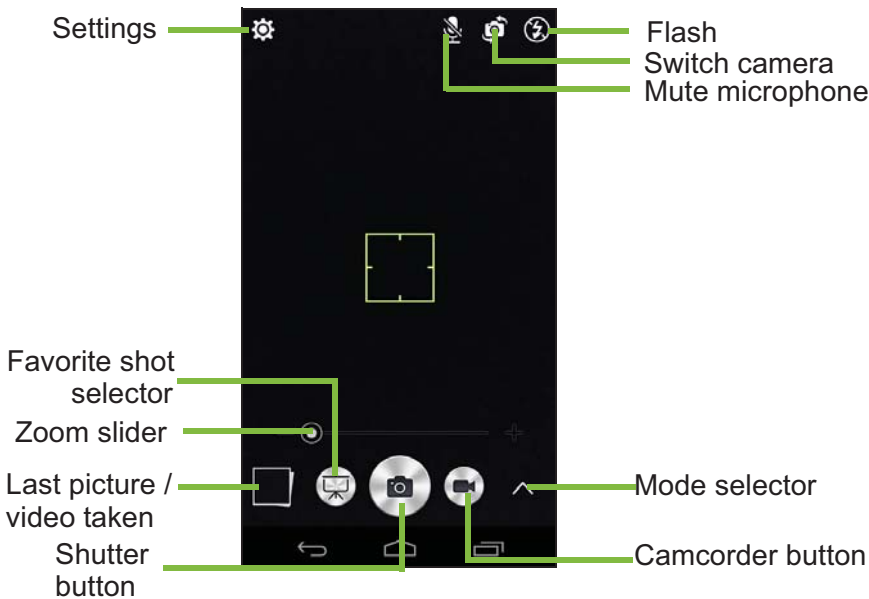 Settings
Flash
Switch camera
Mute microphone
Favorite shot
selector
Zoom slider
Last picture /
video taken
Mode selector
Shutter
button
Camcorder button